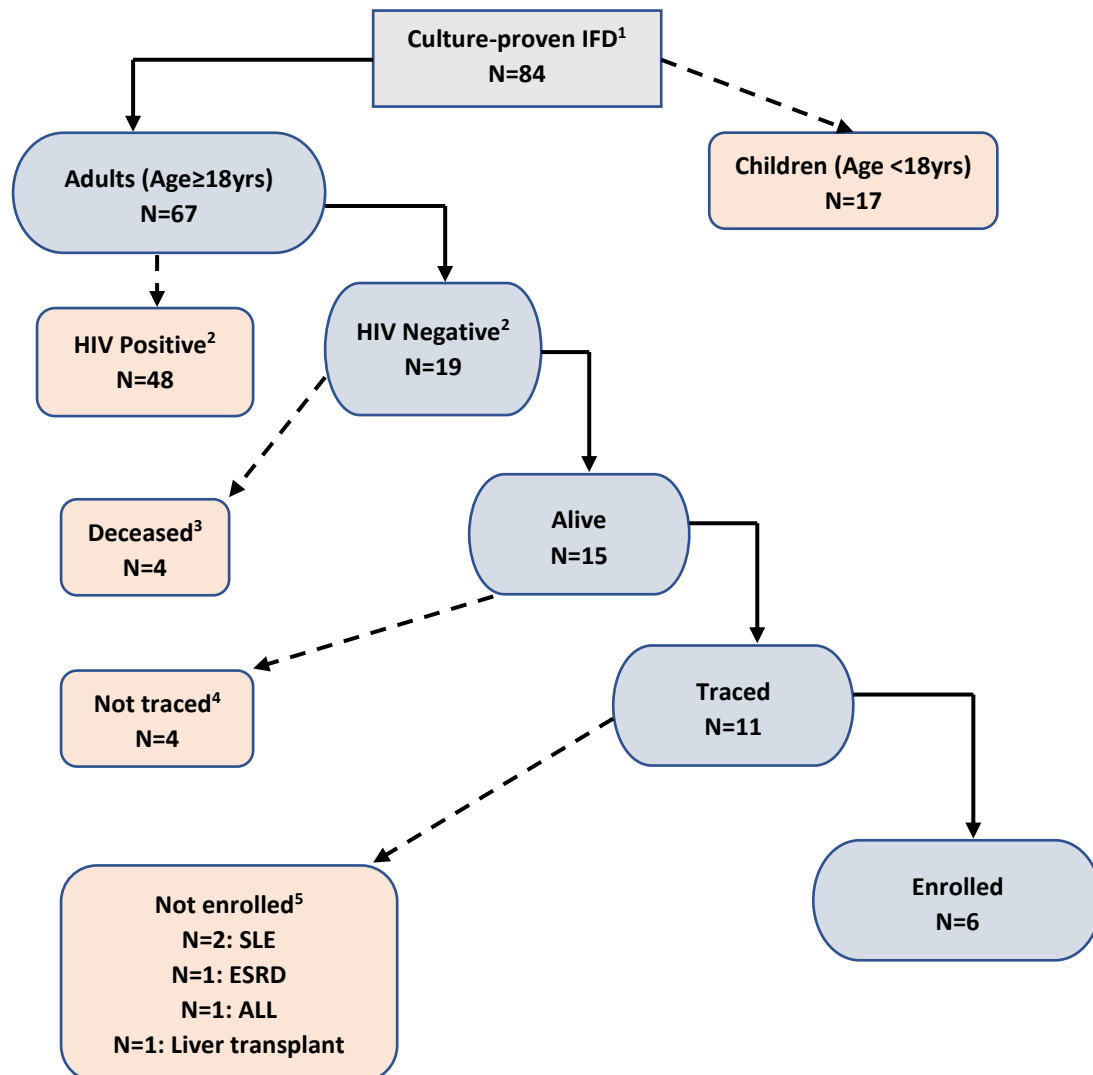 Culture-proven IFD¹
N=84
Adults (Age≥18yrs)
N=67
Children (Age <18yrs)
N=17
HIV Positive²
N=48
HIV Negative²
N=19
Deceased³
N=4
Alive
N=15
Not traced⁴
N=4
Traced
N=11
Not enrolled⁵
N=2: SLE
N=1: ESRD
N=1: ALL
N=1: Liver transplant
Enrolled
N=6